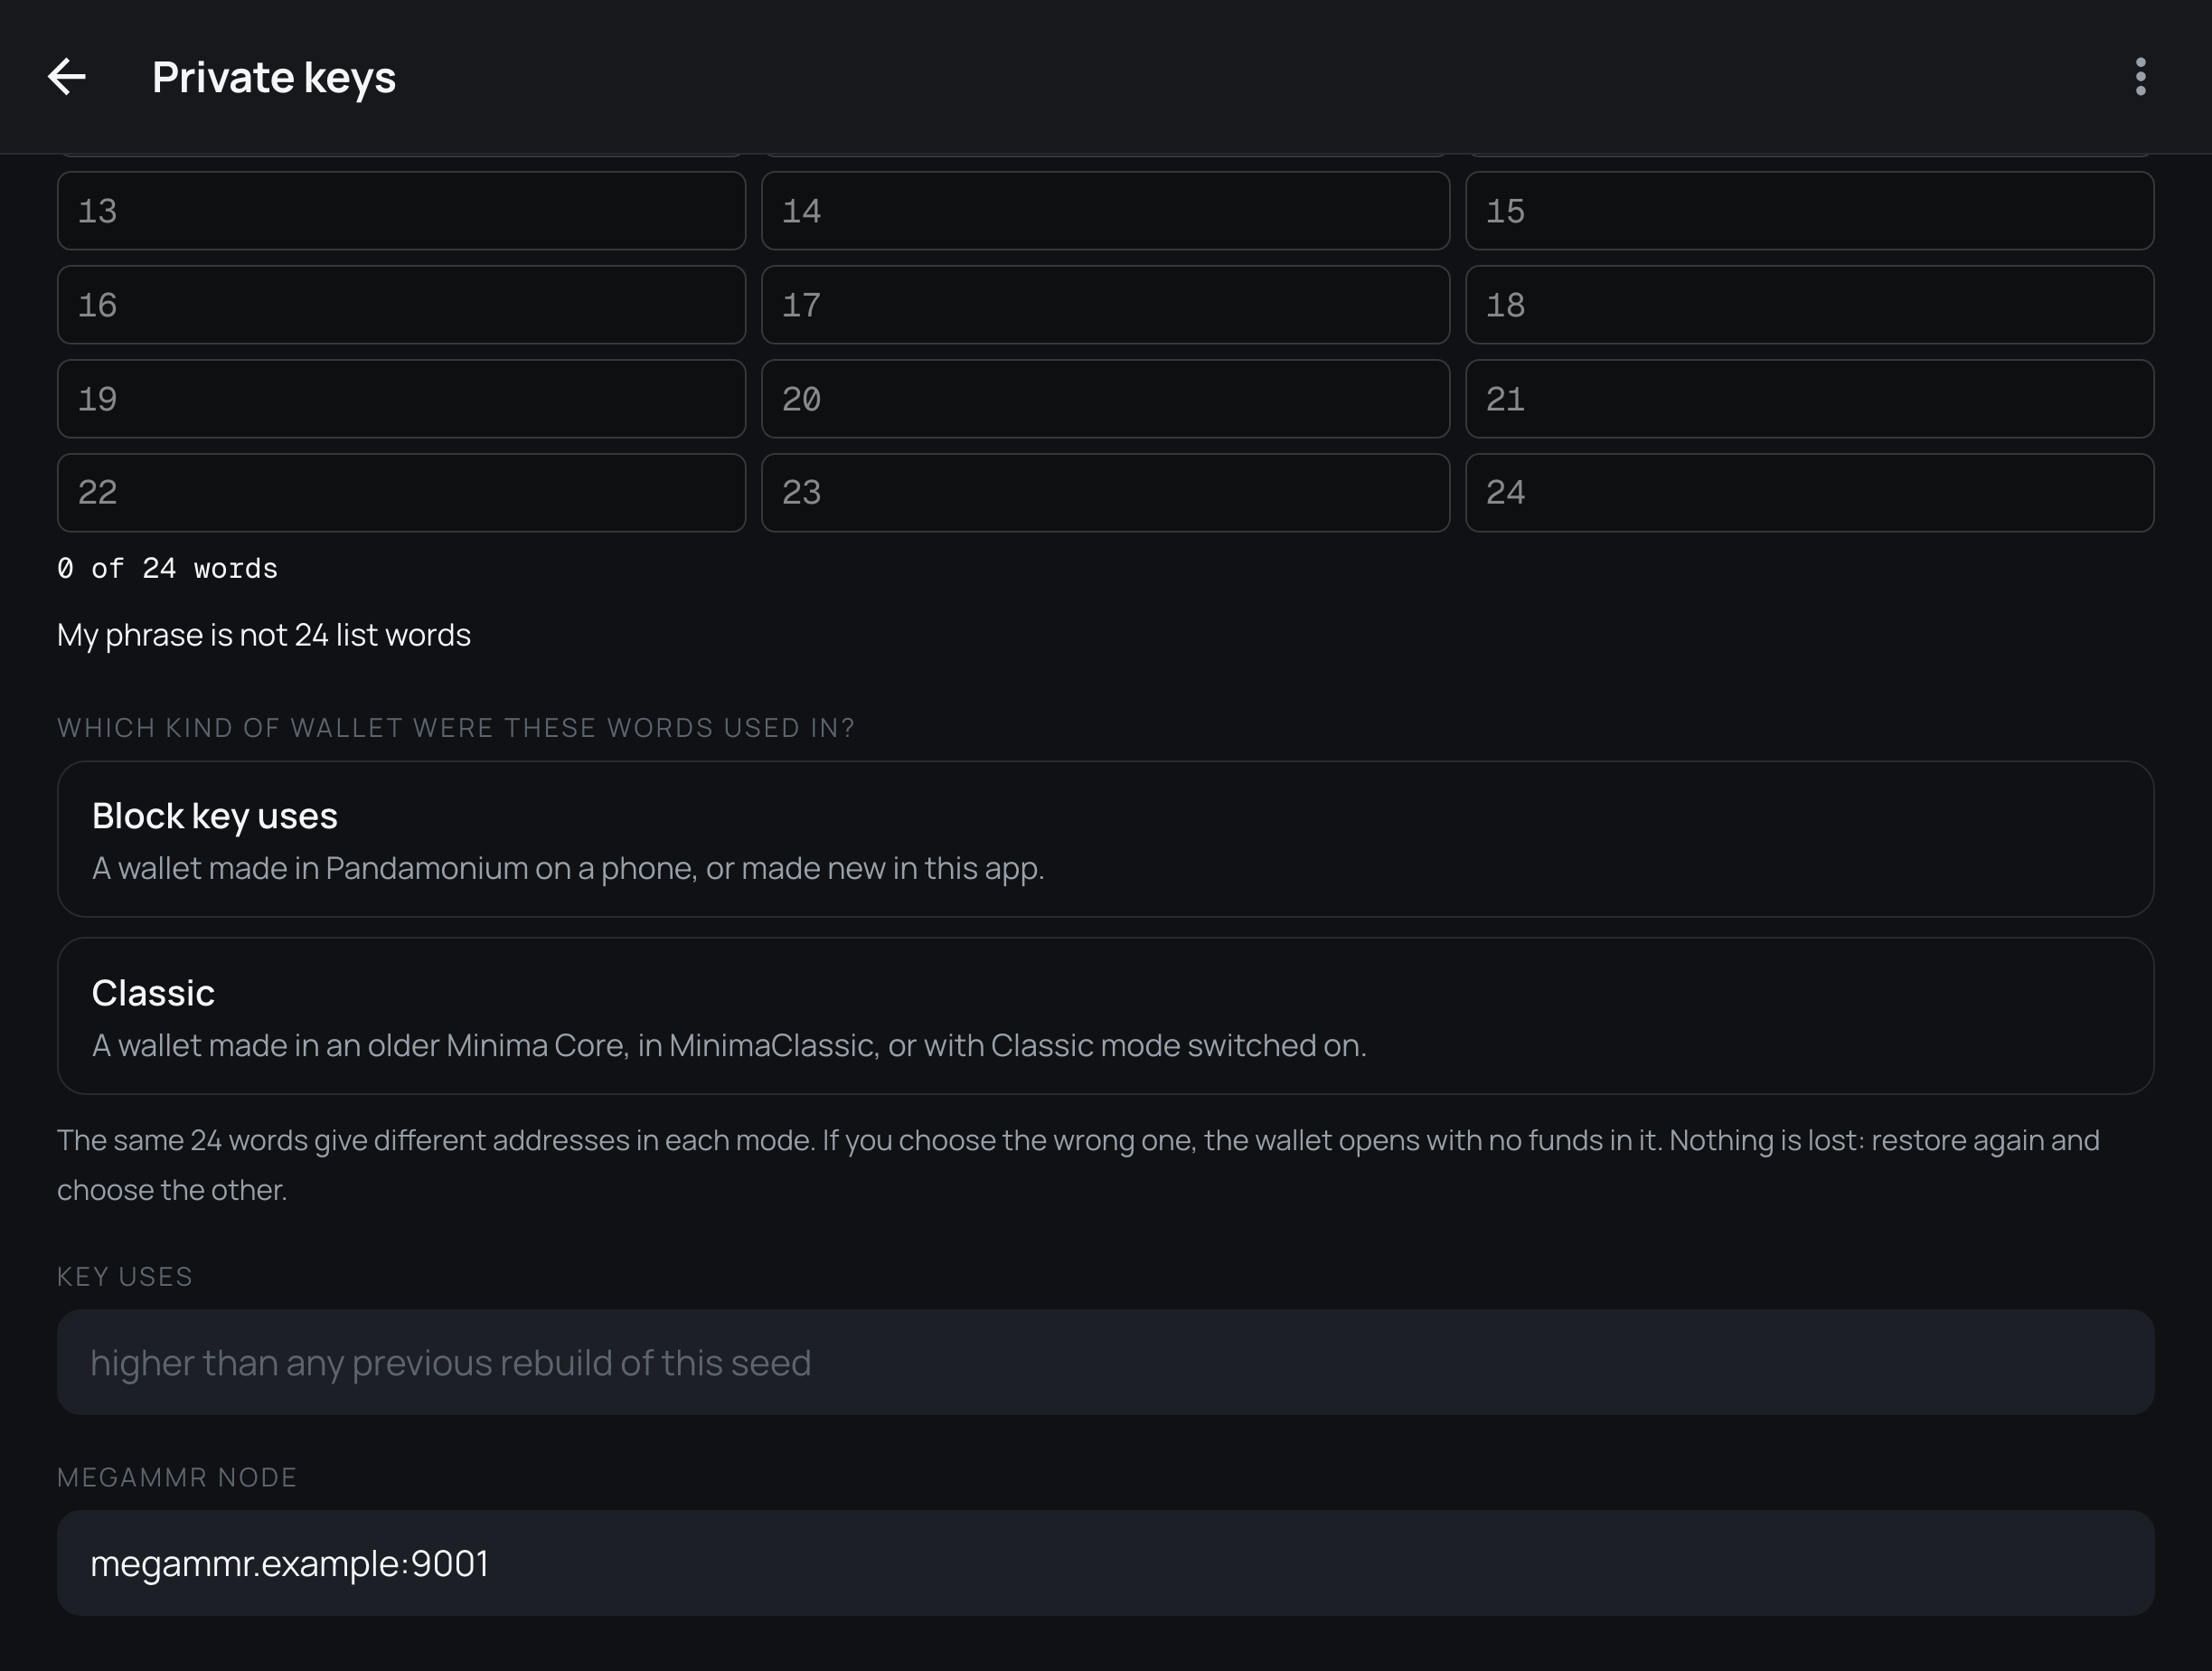 Private keys
13
14
15
16
17
18
19
20
21
22
23
24
0 of 24 words
My phrase is not 24 list words
WHICH KIND OF WALLET WERE THESE WORDS USED IN?
Block key uses
A wallet made in Pandamonium on a phone, or made new in this app.
Classic
A wallet made in an older Minima Core, in MinimaClassic, or with Classic mode switched on.
The same 24 words give different addresses in each mode. If you choose the wrong one, the wallet opens with no funds in it. Nothing is lost: restore again and
choose the other.
KEY USES
higher than any previous rebuild of this seed
MEGAMMR NODE
megammr.example:9001